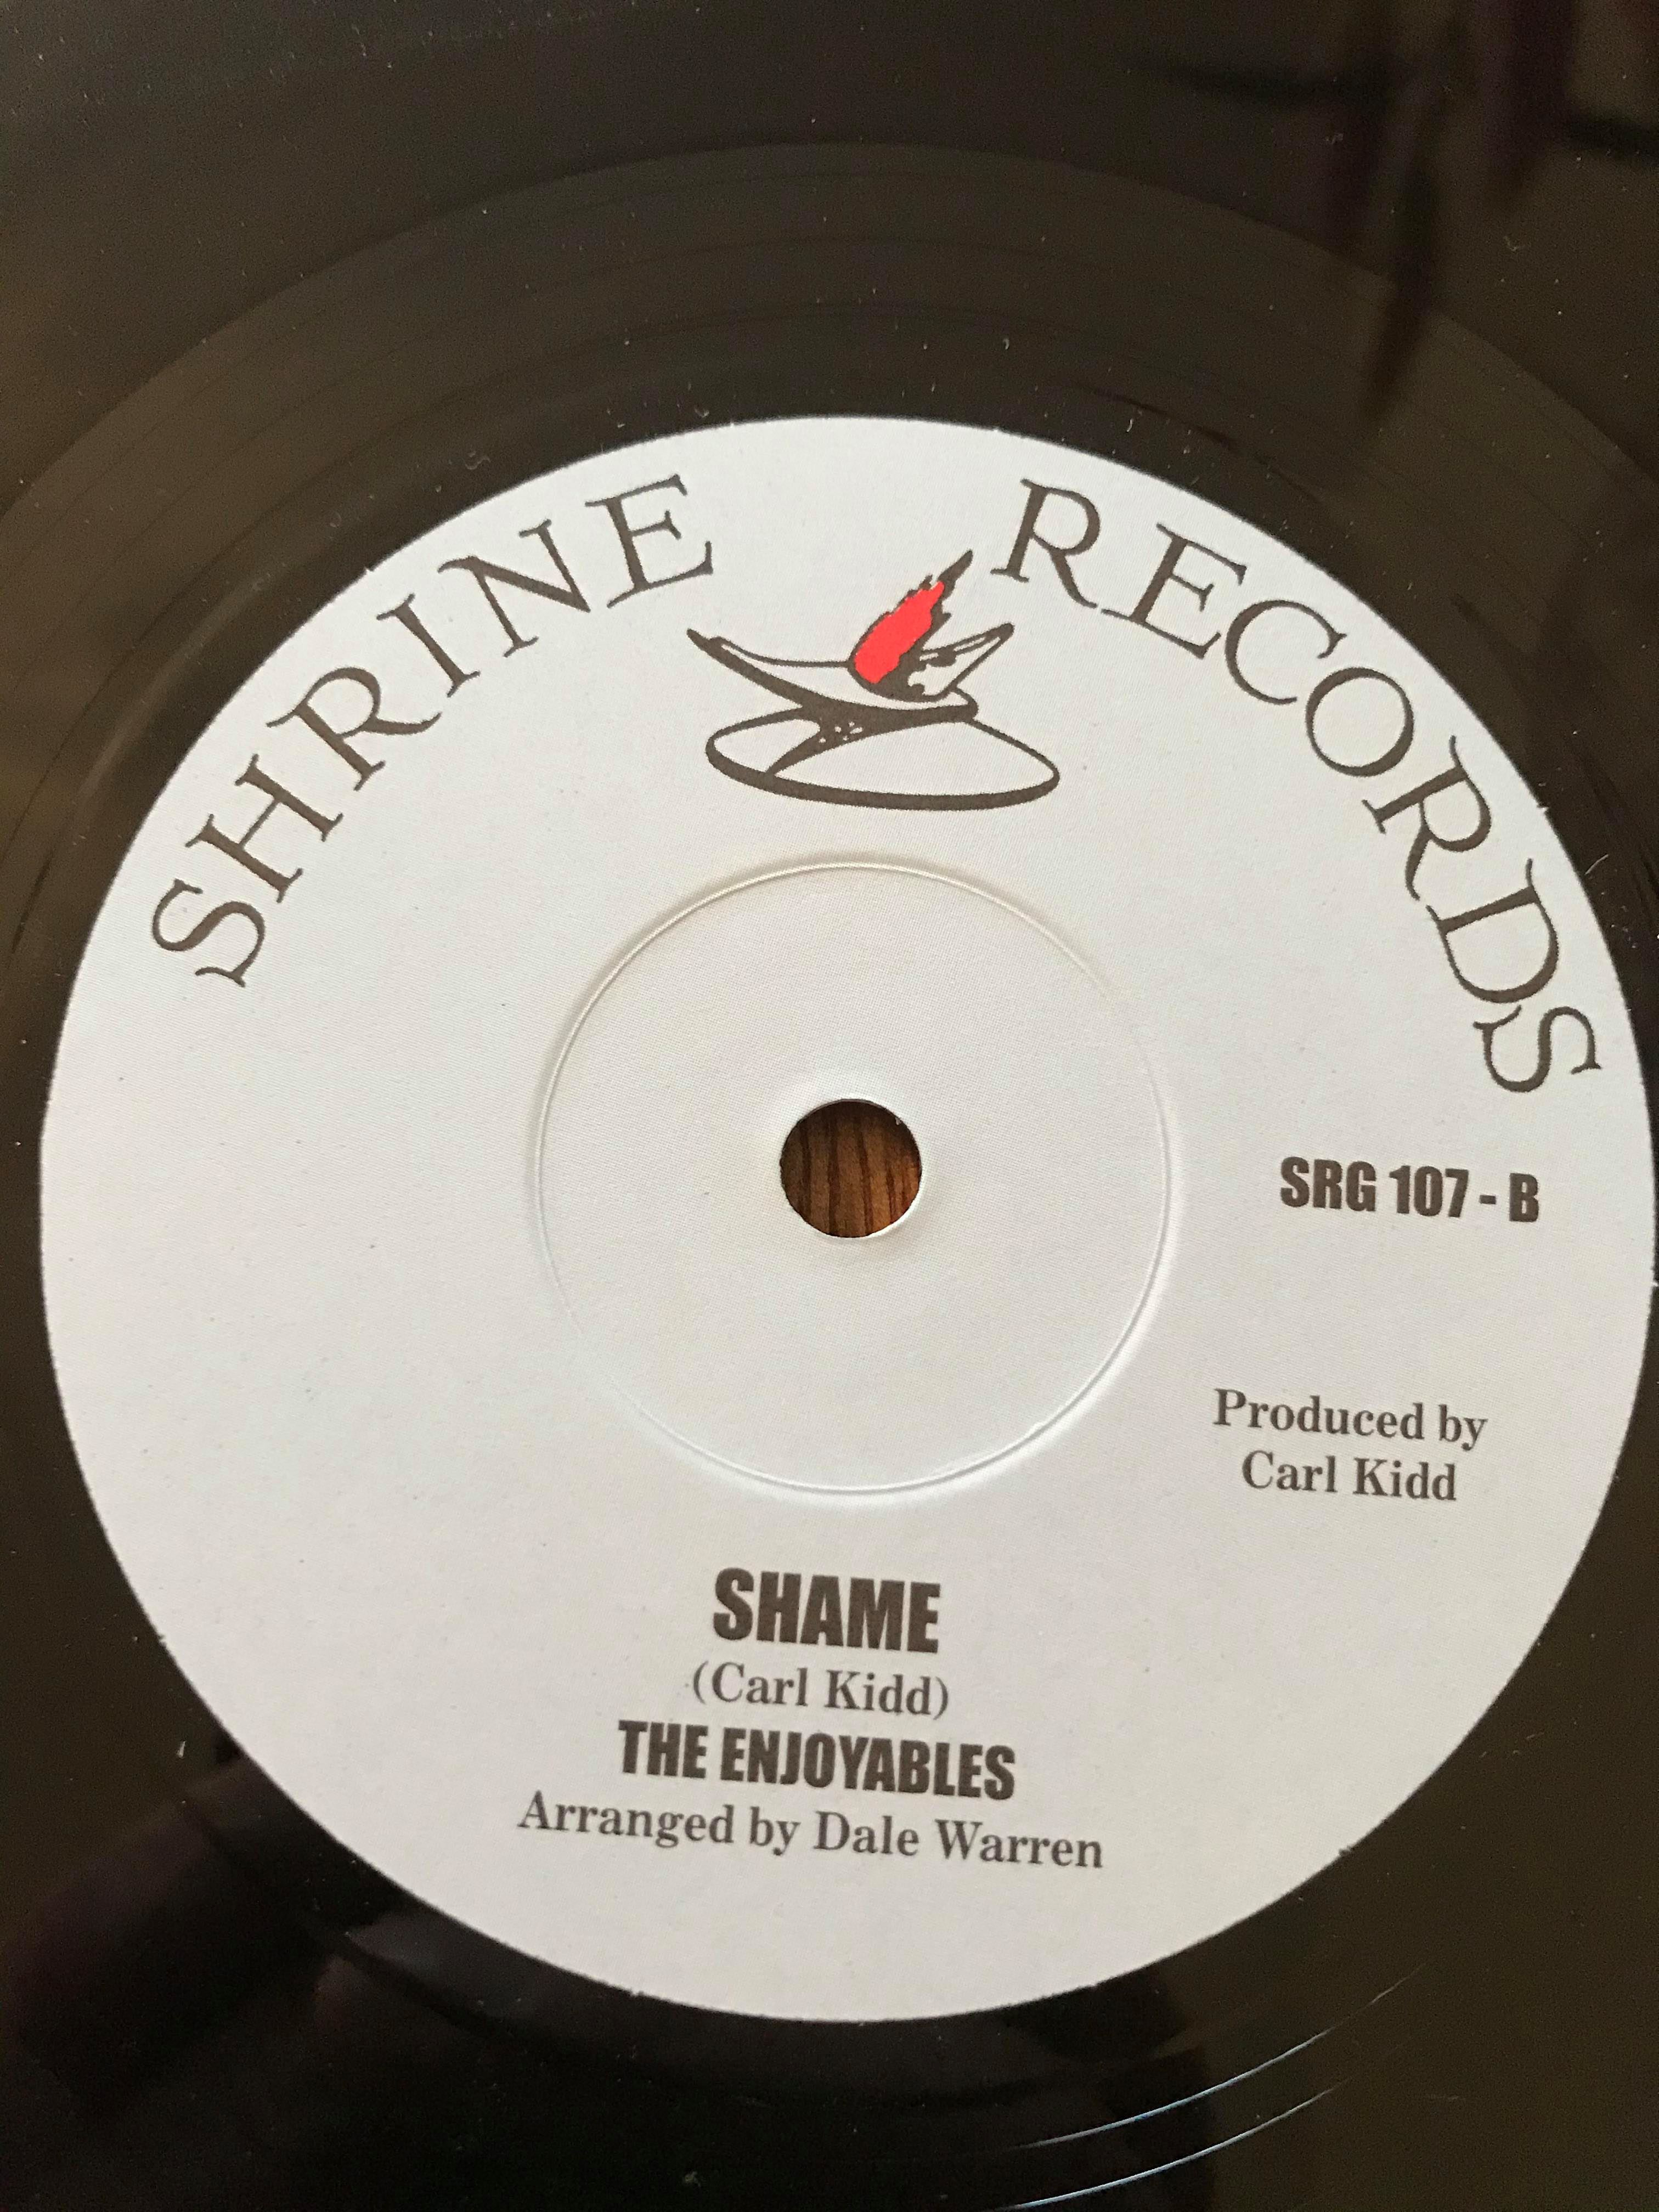 SHRINE RECORDS
SRG 107 - B
Produced by
Carl Kidd
SHAME
(Carl Kidd)
THE ENJOYABLES
Arranged by Dale Warren